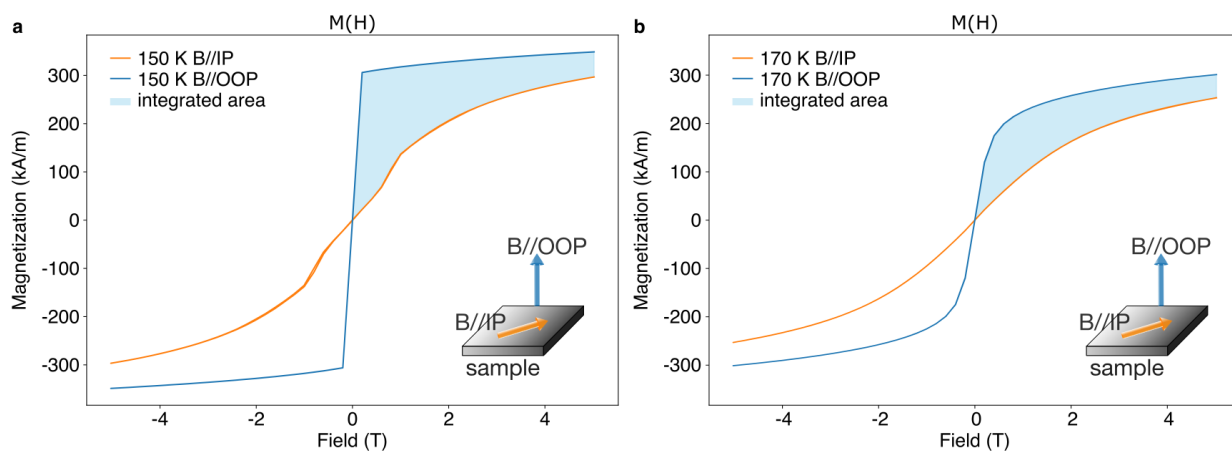 a
M(H)
150 K B//IP
150 K B//OOP
integrated area
Magnetization (kA/m)
300
200
100
0
-100
-200
-300
B//OOP
B//IP
sample
-4
-2
0
2
4
Field (T)
b
M(H)
170 K B//IP
170 K B//OOP
integrated area
Magnetization (kA/m)
300
200
100
0
-100
-200
-300
B//OOP
B//IP
sample
-4
-2
0
2
4
Field (T)